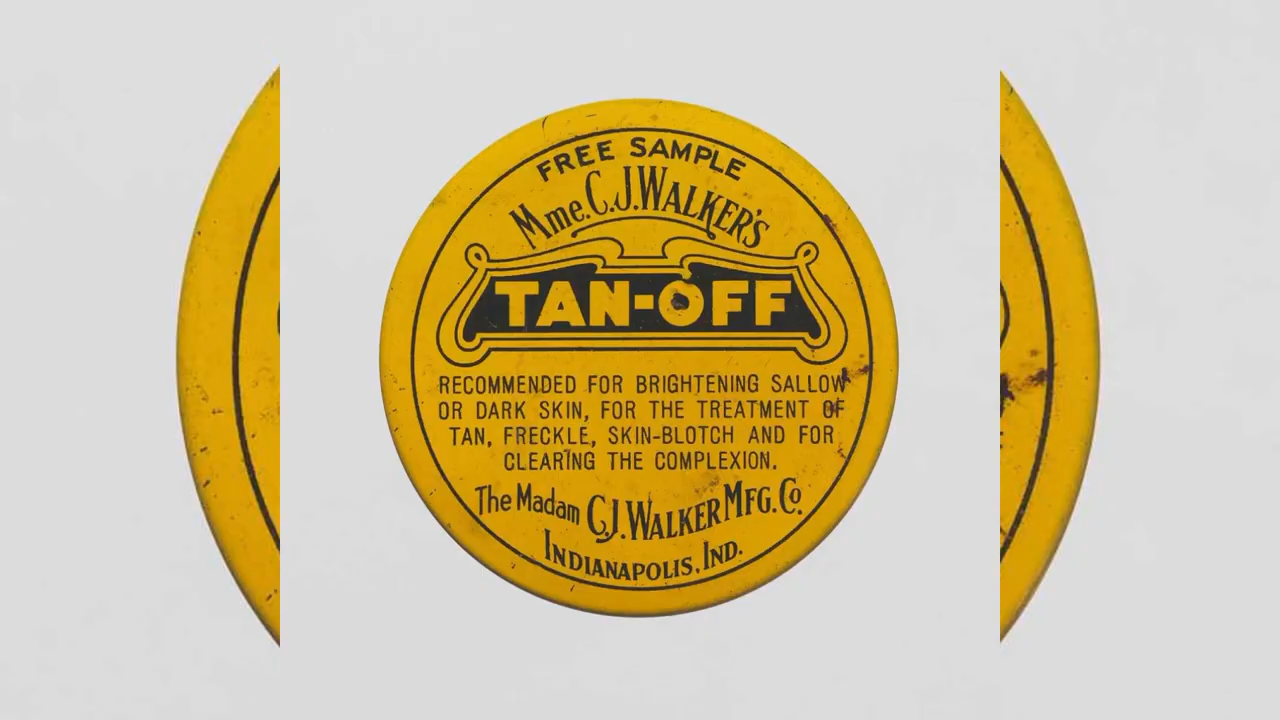 FREE SAMPLE
Mme. C.J. WALKER'S
TAN-OFF
RECOMMENDED FOR BRIGHTENING SALLOW
OR DARK SKIN, FOR THE TREATMENT OF
TAN, FRECKLE, SKIN-BLOTCH AND FOR
CLEARING THE COMPLEXION.
The Madam C.J. WALKER MFG. Co.
INDIANAPOLIS, IND.